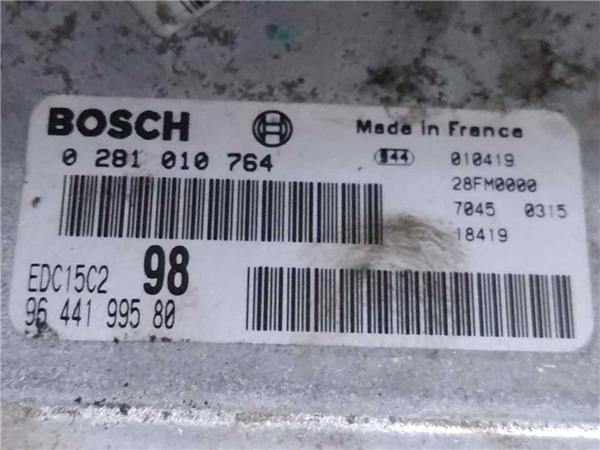 BOSCH
Made in France
0 281 010 764
944 010419
28FM0000
7045 0315
18419
EDC15C2 98
96 441 995 80